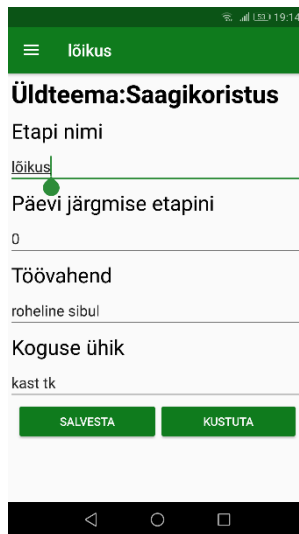 19:14
lõikus
Üldteema:Saagikoristus
Etapi nimi
lõikus
Päevi järgmise etapini
0
Töövahend
roheline sibul
Koguse ühik
kast tk
SALVESTA KUSTUTA